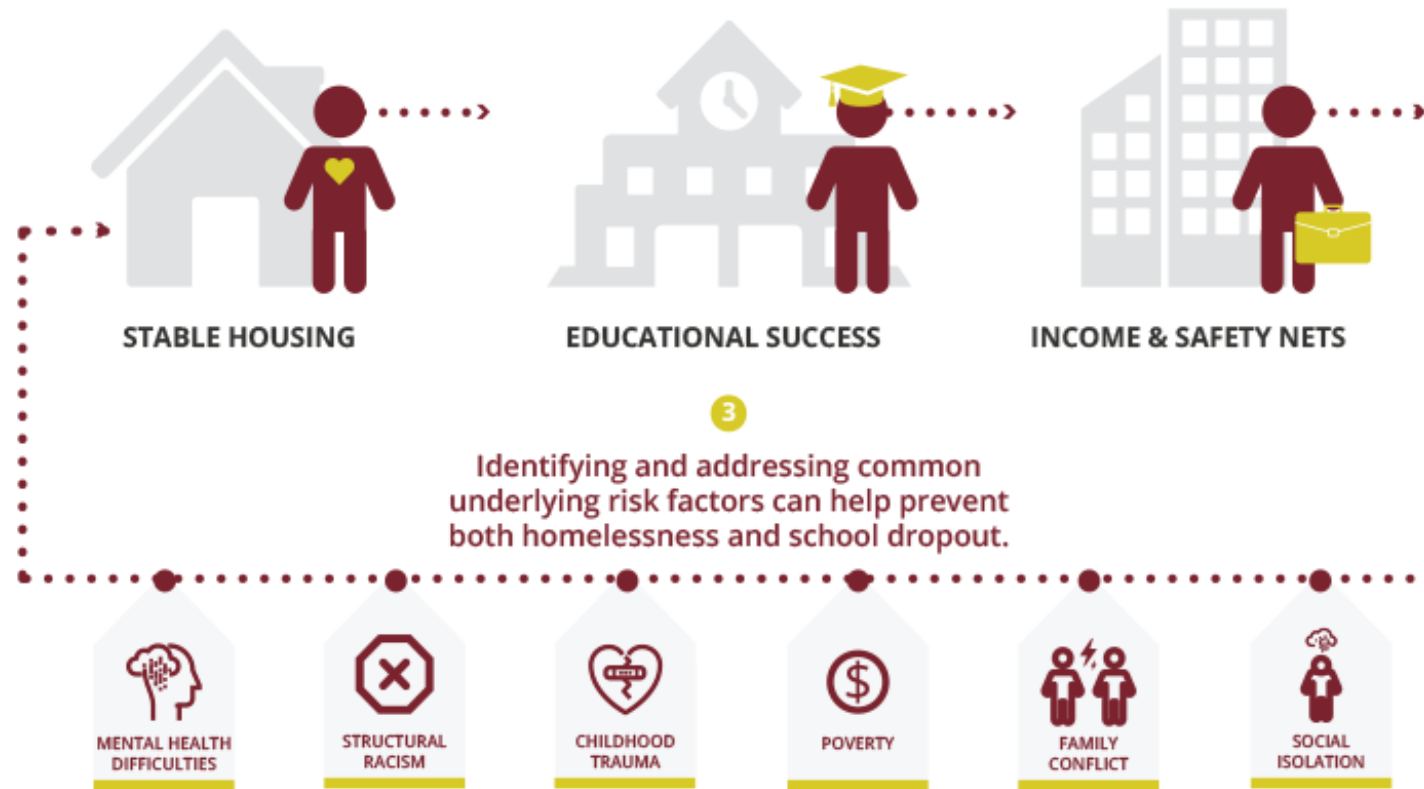 STABLE HOUSING
EDUCATIONAL SUCCESS
INCOME & SAFETY NETS
3
Identifying and addressing common
underlying risk factors can help prevent
both homelessness and school dropout.
MENTAL HEALTH
DIFFICULTIES
STRUCTURAL
RACISM
CHILDHOOD
TRAUMA
$
POVERTY
FAMILY
CONFLICT
SOCIAL
ISOLATION